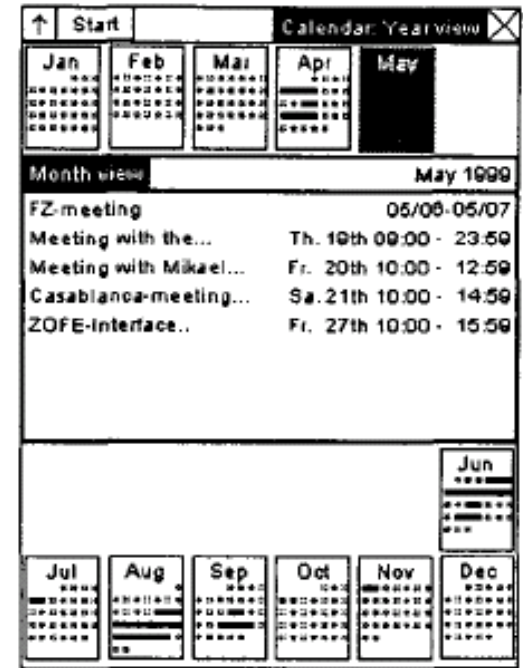 ↑ Start Calendar: Year view
Jan Feb Mar Apr May
Month view May 1999
FZ-meeting 05/06-05/07
Meeting with the... Th. 19th 09:00 - 23:59
Meeting with Mikael... Fr. 20th 10:00 - 12:59
Casablanca-meeting... Sa. 21th 10:00 - 14:59
ZOFE-Interface.. Fr. 27th 10:00 - 15:59
Jun
Jul Aug Sep Oct Nov Dec